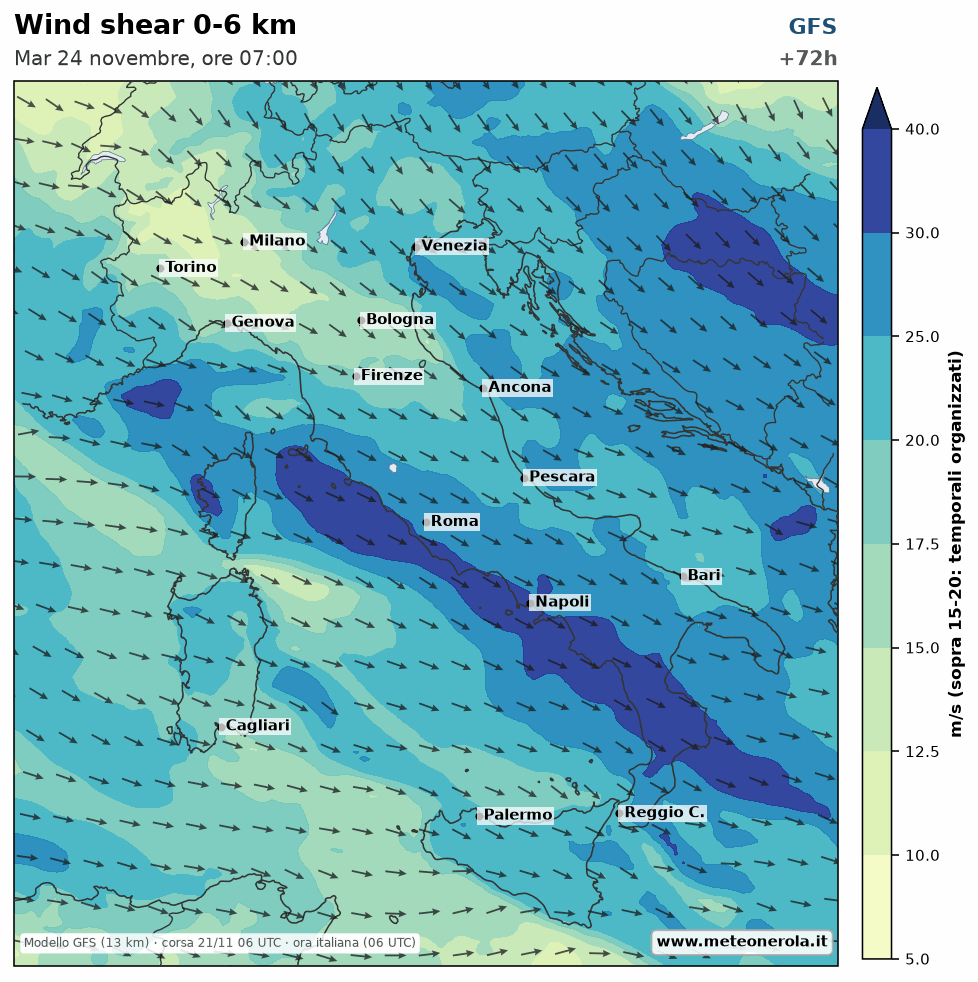 Wind shear 0-6 km
GFS
Mar 24 novembre, ore 07:00
+72h
40.0
30.0
25.0
20.0
17.5
15.0
12.5
10.0
5.0
m/s (sopra 15-20: temporali organizzati)
Milano
Venezia
Torino
Genova
Bologna
Firenze
Ancona
Pescara
Roma
Bari
Napoli
Cagliari
Palermo
Reggio C.
Modello GFS (13 km) · corsa 21/11 06 UTC · ora italiana (06 UTC)
www.meteonerola.it